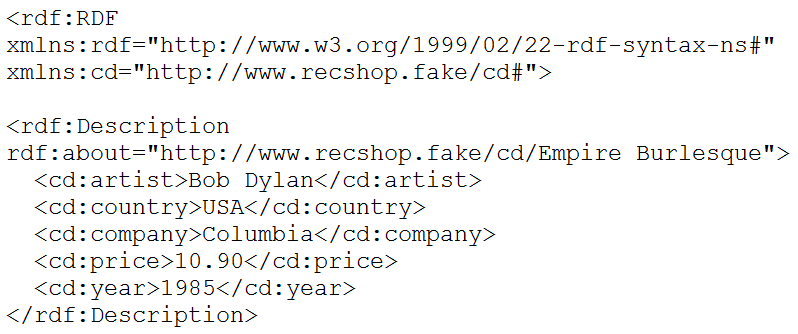 <rdf:RDF
xmlns:rdf="http://www.w3.org/1999/02/22-rdf-syntax-ns#"
xmlns:cd="http://www.recshop.fake/cd#">

<rdf:Description
rdf:about="http://www.recshop.fake/cd/Empire Burlesque">
  <cd:artist>Bob Dylan</cd:artist>
  <cd:country>USA</cd:country>
  <cd:company>Columbia</cd:company>
  <cd:price>10.90</cd:price>
  <cd:year>1985</cd:year>
</rdf:Description>